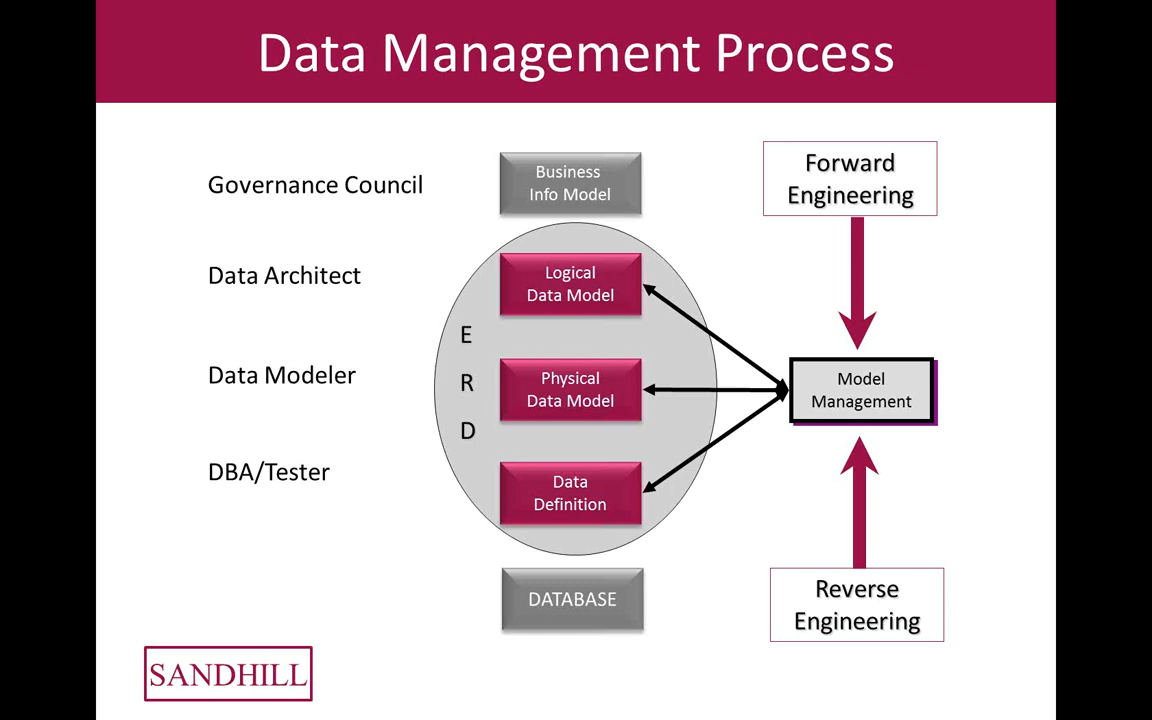 Data Management Process
Governance Council
Business
Info Model
Forward
Engineering
Data Architect
Logical
Data Model
E
R
D
Data Modeler
Physical
Data Model
Model
Management
DBA/Tester
Data
Definition
DATABASE
Reverse
Engineering
SANDHILL